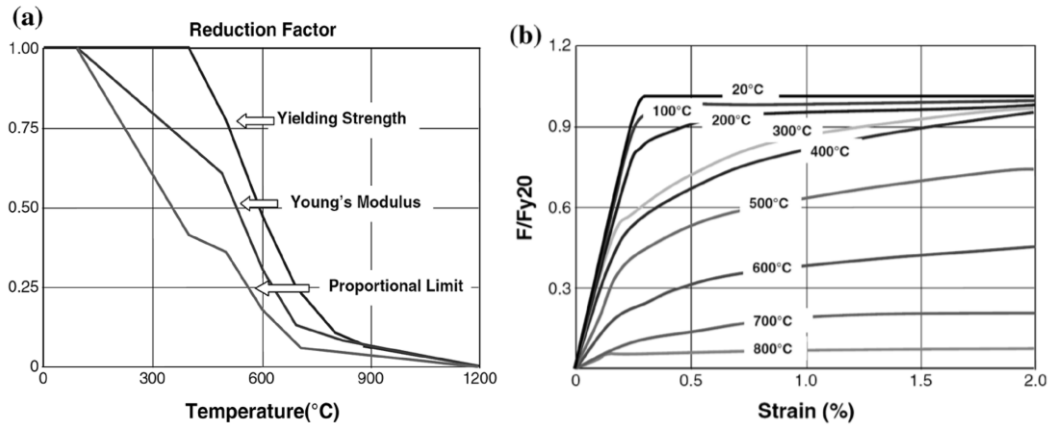 (a)
Reduction Factor
1.00
0.75
0.50
0.25
0
Yielding Strength
Young's Modulus
Proportional Limit
0 300 600 900 1200
Temperature(°C)
(b)
1.2
0.9
0.6
0.3
0
F/Fy20
20°C
100°C
200°C
300°C
400°C
500°C
600°C
700°C
800°C
0 0.5 1.0 1.5 2.0
Strain (%)